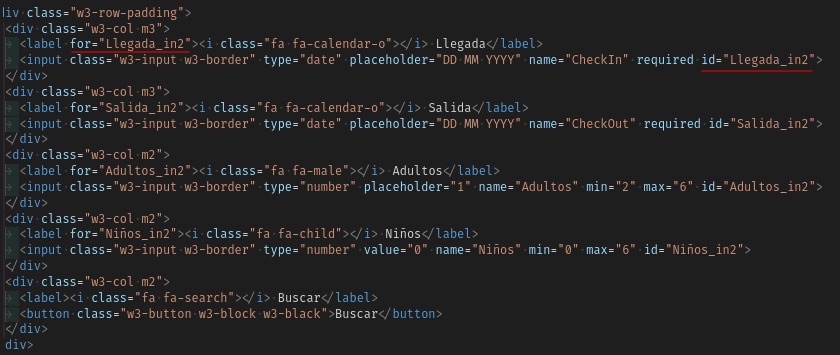 div class="w3-row-padding">
<div class="w3-col m3">
<label for="Llegada_in2"><i class="fa fa-calendar-o"></i> Llegada</label>
<input class="w3-input w3-border" type="date" placeholder="DD MM YYYY" name="CheckIn" required id="Llegada_in2">
</div>
<div class="w3-col m3">
<label for="Salida_in2"><i class="fa fa-calendar-o"></i> Salida</label>
<input class="w3-input w3-border" type="date" placeholder="DD MM YYYY" name="CheckOut" required id="Salida_in2">
</div>
<div class="w3-col m2">
<label for="Adultos_in2"><i class="fa fa-male"></i> Adultos</label>
<input class="w3-input w3-border" type="number" placeholder="1" name="Adultos" min="2" max="6" id="Adultos_in2">
</div>
<div class="w3-col m2">
<label for="Niños_in2"><i class="fa fa-child"></i> Niños</label>
<input class="w3-input w3-border" type="number" value="0" name="Niños" min="0" max="6" id="Niños_in2">
</div>
<div class="w3-col m2">
<label><i class="fa fa-search"></i> Buscar</label>
<button class="w3-button w3-block w3-black">Buscar</button>
</div>
div>